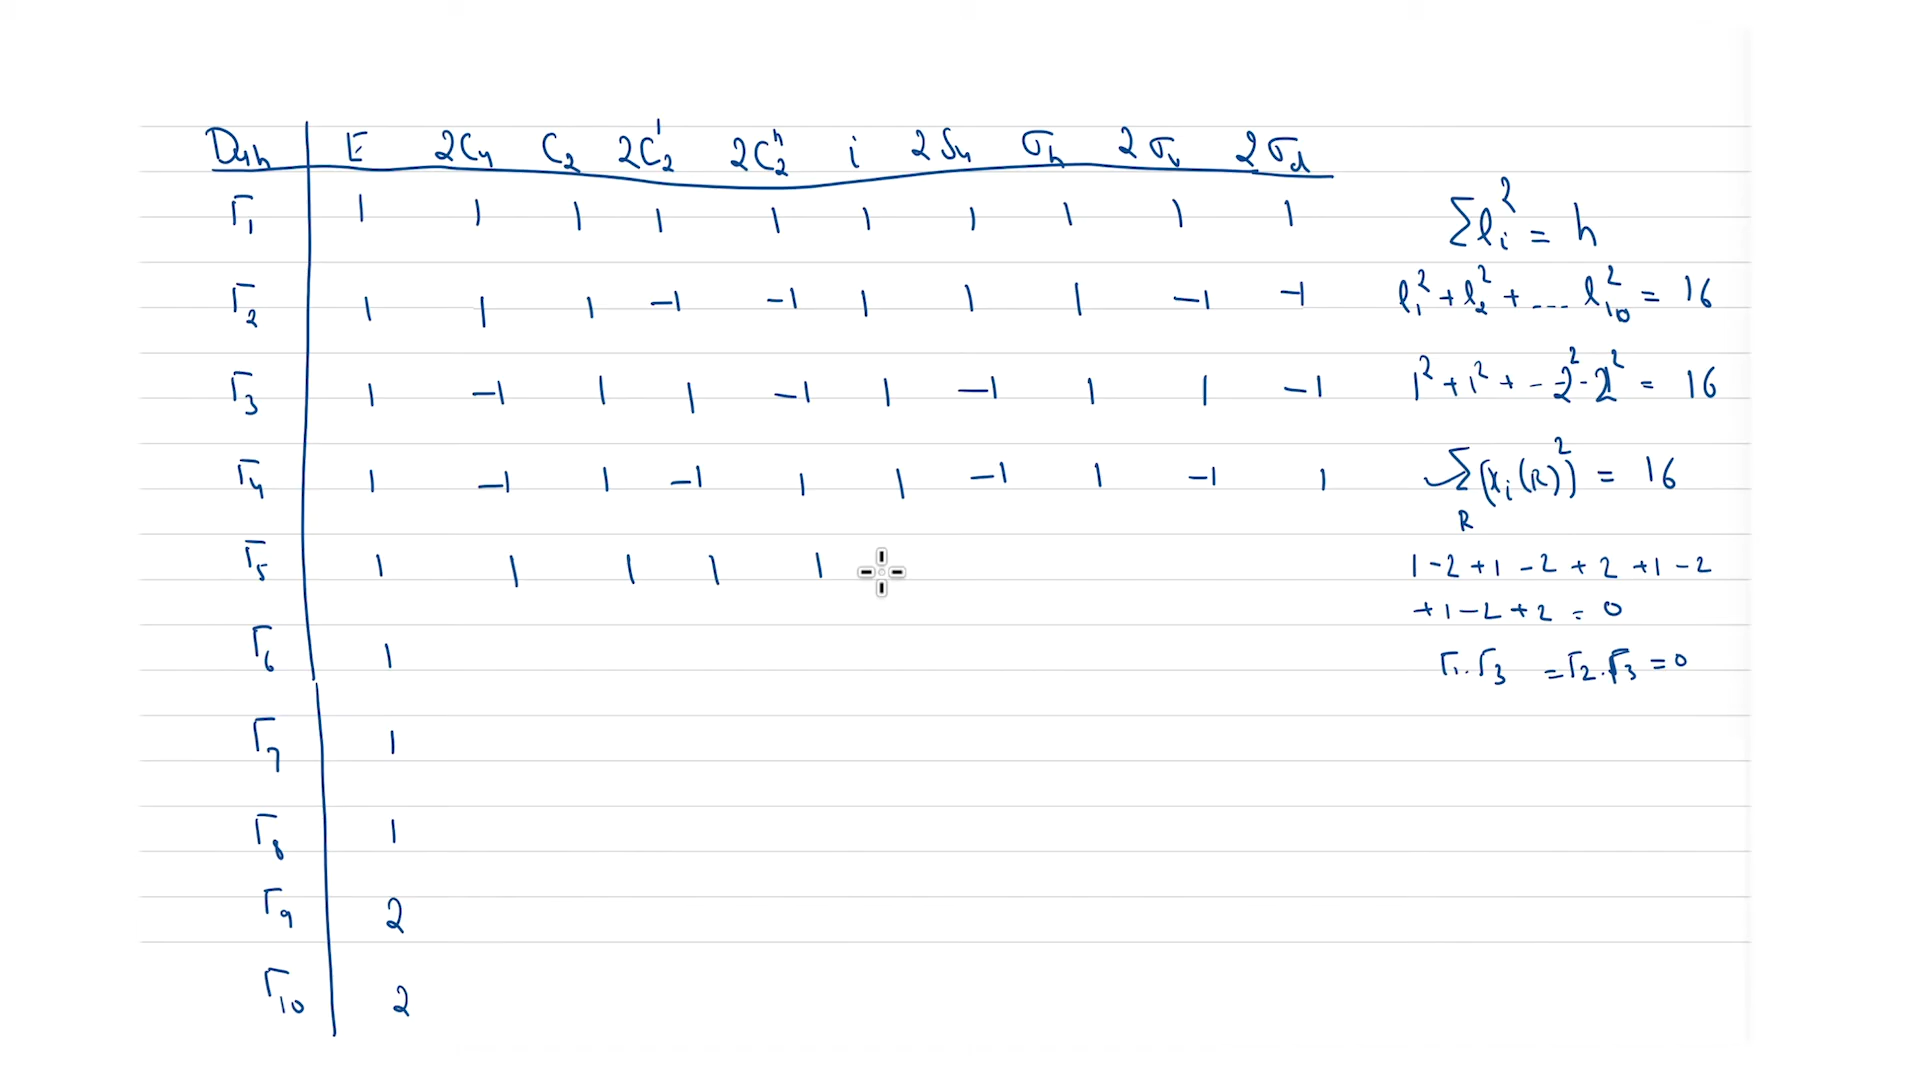 D4h E 2C4 C2 2C2' 2C2" i 2S4 σh 2σv 2σd
Γ1 1 1 1 1 1 1 1 1 1 1
Γ2 1 1 1 -1 -1 1 1 1 -1 -1
Γ3 1 -1 1 1 -1 1 -1 1 1 -1
Γ4 1 -1 1 -1 1 1 -1 1 -1 1
Γ5 1 1 1 1 1
Γ6 1
Γ7 1
Γ8 1
Γ9 2
Γ10 2
Σli² = h
l1² + l2² + .... l10² = 16
1² + 1² + - 2² - 2² = 16
Σ (χi(R)²) = 16
R
1 - 2 + 1 - 2 + 2 + 1 - 2
+ 1 - 2 + 2 = 0
Γ1 . Γ3 = Γ2 . Γ3 = 0